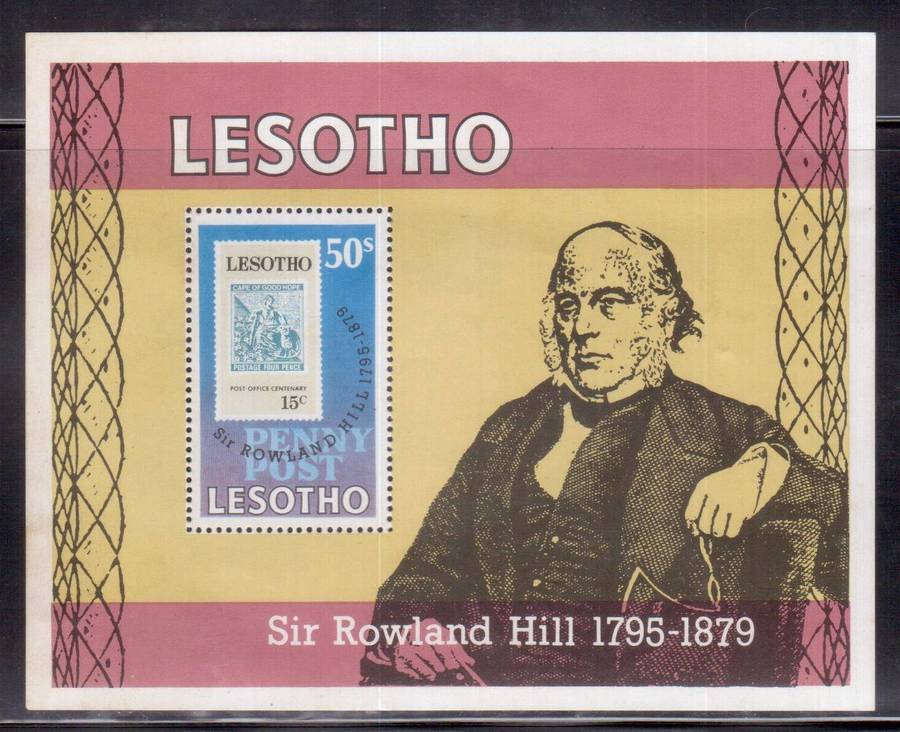 LESOTHO
50s
LESOTHO
CAPE OF GOOD HOPE
POSTAGE FOUR PENCE
POST OFFICE CENTENARY
15c
Sir ROWLAND HILL 1795-1879
PENNY
POST
LESOTHO
Sir Rowland Hill 1795-1879